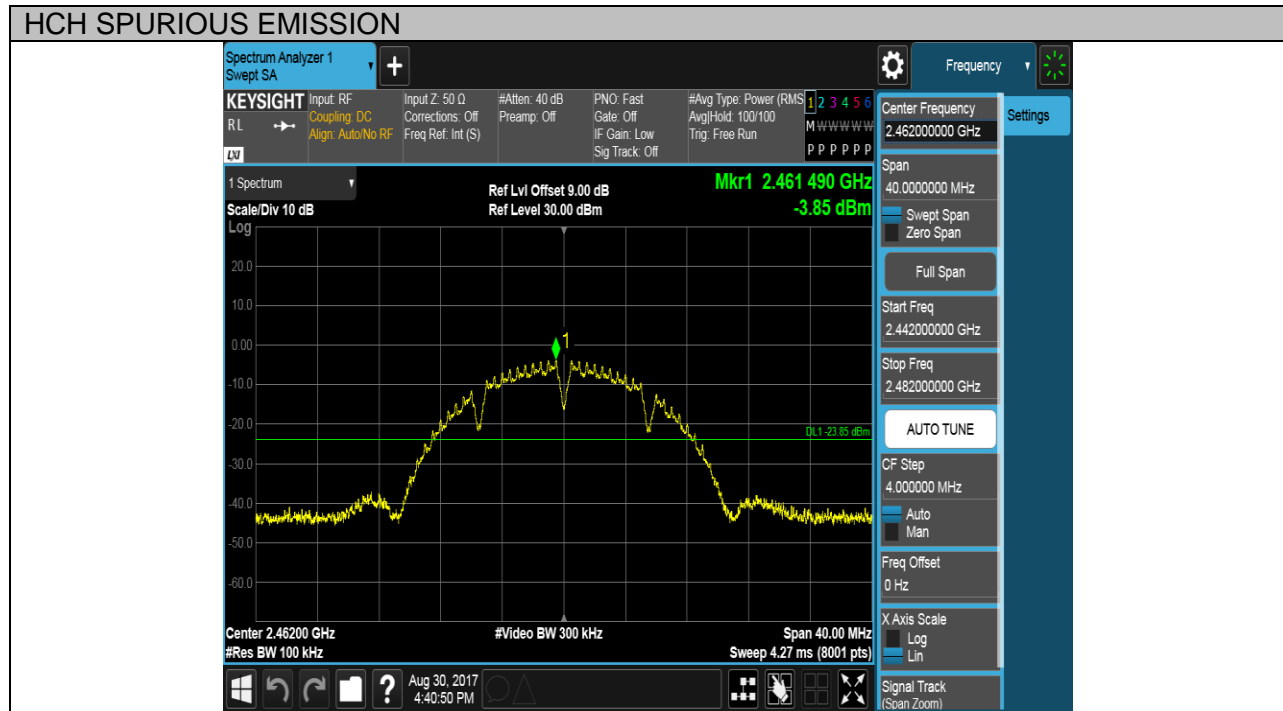 HCH SPURIOUS EMISSION
Spectrum Analyzer 1
Swept SA
Frequency
KEYSIGHT
RL
LXI
Input: RF
Coupling: DC
Align: Auto/No RF
Input Z: 50 Ω
Corrections: Off
Freq Ref: Int (S)
#Atten: 40 dB
Preamp: Off
PNO: Fast
Gate: Off
IF Gain: Low
Sig Track: Off
#Avg Type: Power (RMS
Avg|Hold: 100/100
Trig: Free Run
1 2 3 4 5 6
M W W W W W
P P P P P P
1 Spectrum
Scale/Div 10 dB
Log
Ref Lvl Offset 9.00 dB
Ref Level 30.00 dBm
Mkr1 2.461 490 GHz
-3.85 dBm
20.0
10.0
0.00
-10.0
-20.0
-30.0
-40.0
-50.0
-60.0
1
DL1 -23.85 dBm
Center 2.46200 GHz
#Res BW 100 kHz
#Video BW 300 kHz
Span 40.00 MHz
Sweep 4.27 ms (8001 pts)
Aug 30, 2017
4:40:50 PM
Center Frequency
2.462000000 GHz
Settings
Span
40.0000000 MHz
Swept Span
Zero Span
Full Span
Start Freq
2.442000000 GHz
Stop Freq
2.482000000 GHz
AUTO TUNE
CF Step
4.000000 MHz
Auto
Man
Freq Offset
0 Hz
X Axis Scale
Log
Lin
Signal Track
(Span Zoom)